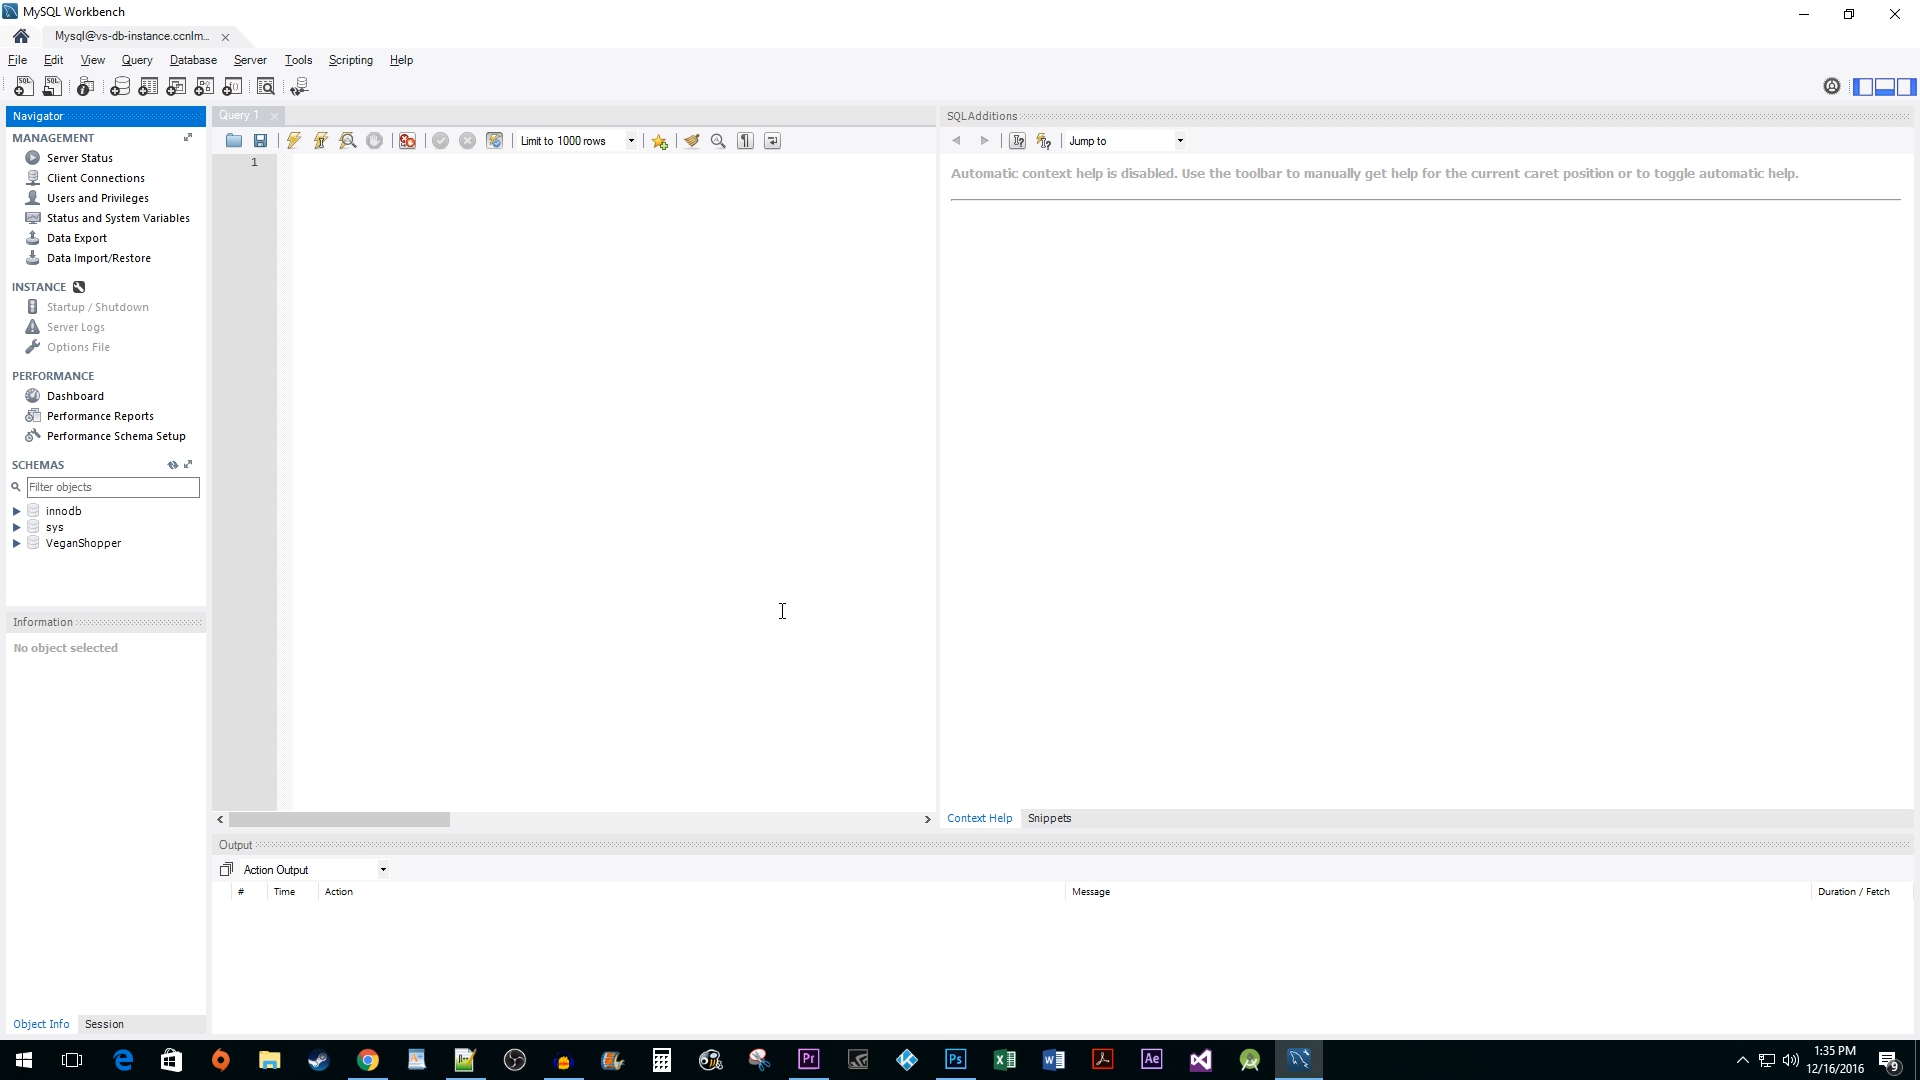 MySQL Workbench
Mysql@vs-db-instance.ccnlm...
File Edit View Query Database Server Tools Scripting Help
Navigator
MANAGEMENT
Server Status
Client Connections
Users and Privileges
Status and System Variables
Data Export
Data Import/Restore
INSTANCE
Startup / Shutdown
Server Logs
Options File
PERFORMANCE
Dashboard
Performance Reports
Performance Schema Setup
SCHEMAS
Filter objects
innodb
sys
VeganShopper
Information
No object selected
Object Info Session
Query 1
Limit to 1000 rows
1
SQLAdditions
Jump to
Automatic context help is disabled. Use the toolbar to manually get help for the current caret position or to toggle automatic help.
Context Help Snippets
Output
Action Output
# Time Action Message Duration / Fetch
1:35 PM
12/16/2016
9